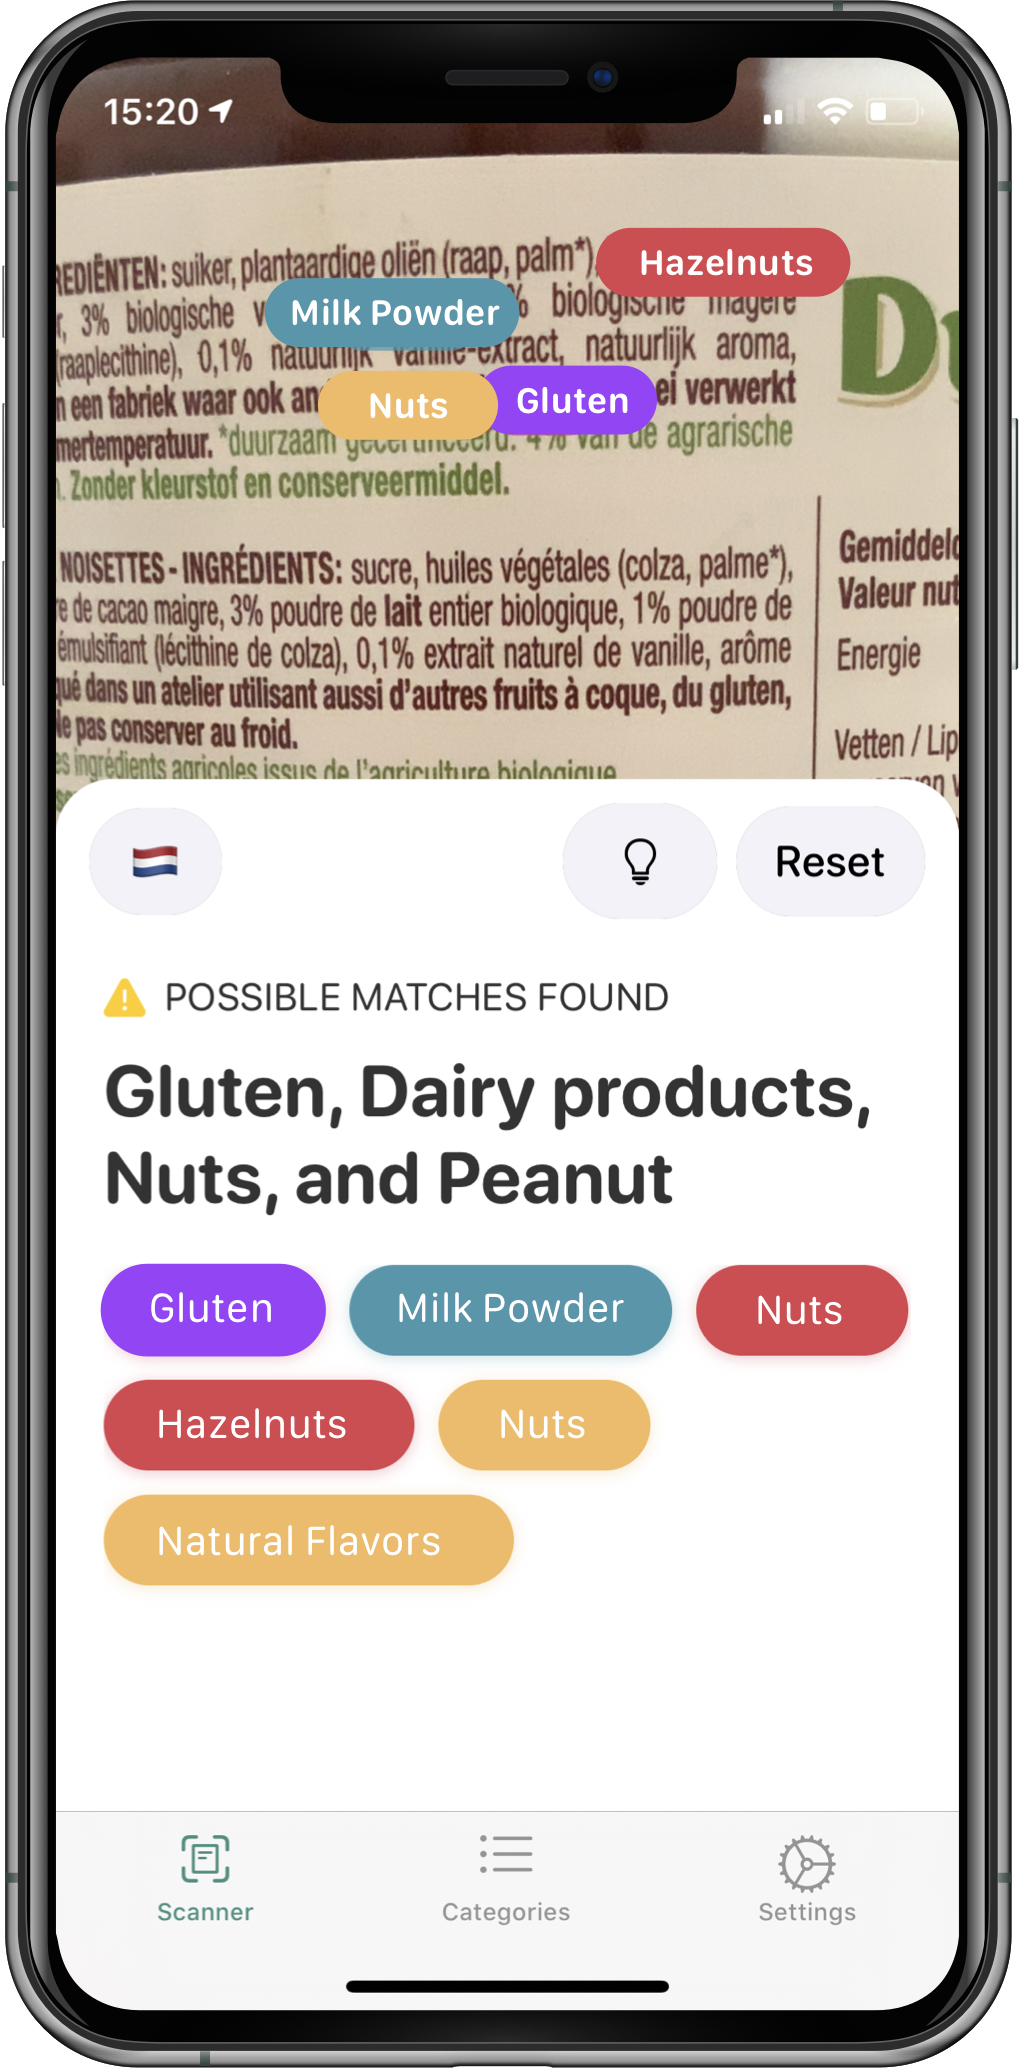 15:20
REDIËNTEN: suiker, plantaardige oliën (raap, palm*),
Hazelnuts
r, 3% biologische
Milk Powder
% biologische magere
(raaplecithine), 0,1% natuurlijk vanille-extract, natuurlijk aroma,
n een fabriek waar ook an
Nuts
Gluten
ei verwerkt
mertemperatuur. *duurzaam gecertificeerd. 4% van de agrarische
. Zonder kleurstof en conserveermiddel.
Du
NOISETTES - INGRÉDIENTS: sucre, huiles végétales (colza, palme*),
re de cacao maigre, 3% poudre de lait entier biologique, 1% poudre de
émulsifiant (lécithine de colza), 0,1% extrait naturel de vanille, arôme
qué dans un atelier utilisant aussi d'autres fruits à coque, du gluten,
Ne pas conserver au froid.
es ingrédients agricoles issus de l'agriculture biologique
Gemiddeld
Valeur nut
Energie
Vetten / Lip
Reset
POSSIBLE MATCHES FOUND
Gluten, Dairy products,
Nuts, and Peanut
Gluten Milk Powder Nuts
Hazelnuts Nuts
Natural Flavors
Scanner Categories Settings